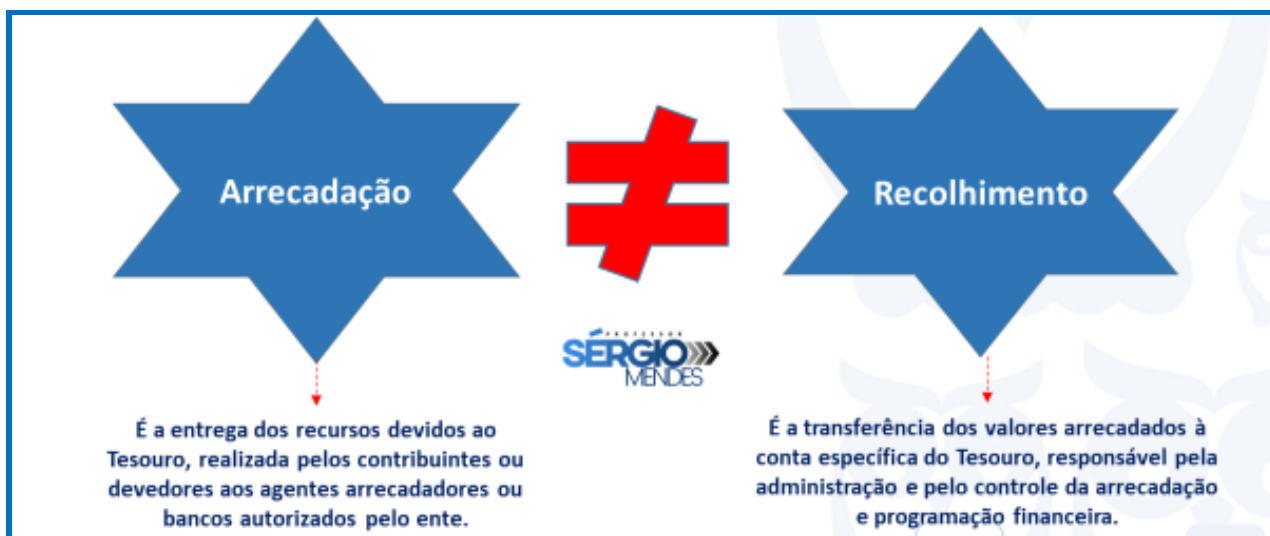 Arrecadação
Recolhimento
PROFESSOR
SÉRGIO
MENDES
É a entrega dos recursos devidos ao
Tesouro, realizada pelos contribuintes ou
devedores aos agentes arrecadadores ou
bancos autorizados pelo ente.
É a transferência dos valores arrecadados à
conta específica do Tesouro, responsável pela
administração e pelo controle da arrecadação
e programação financeira.